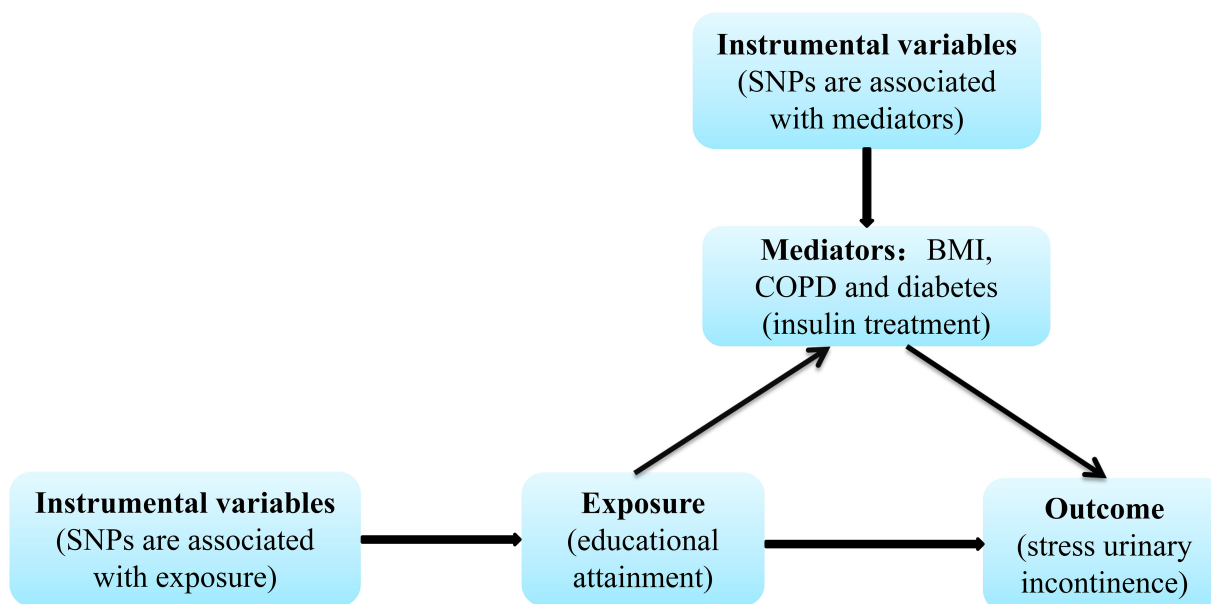 Instrumental variables
(SNPs are associated
with mediators)
Mediators： BMI,
COPD and diabetes
(insulin treatment)
Instrumental variables
(SNPs are associated
with exposure)
Exposure
(educational
attainment)
Outcome
(stress urinary
incontinence)